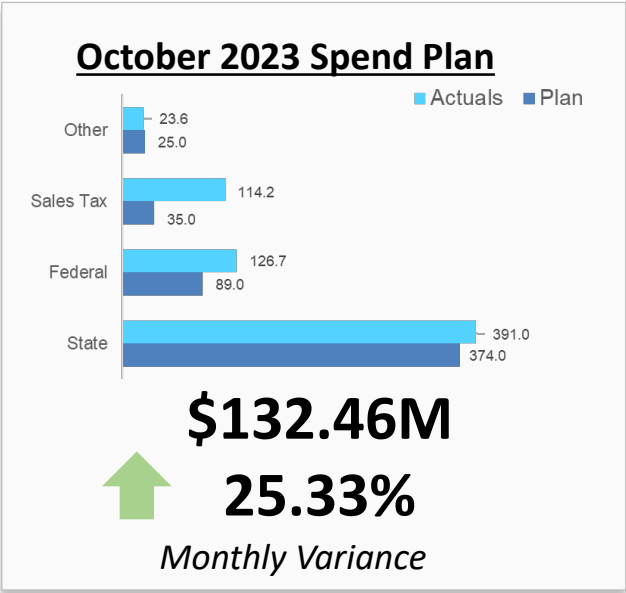 October 2023 Spend Plan
Actuals Plan
Other 23.6
25.0
Sales Tax 114.2
35.0
Federal 126.7
89.0
State 391.0
374.0
$132.46M
25.33%
Monthly Variance